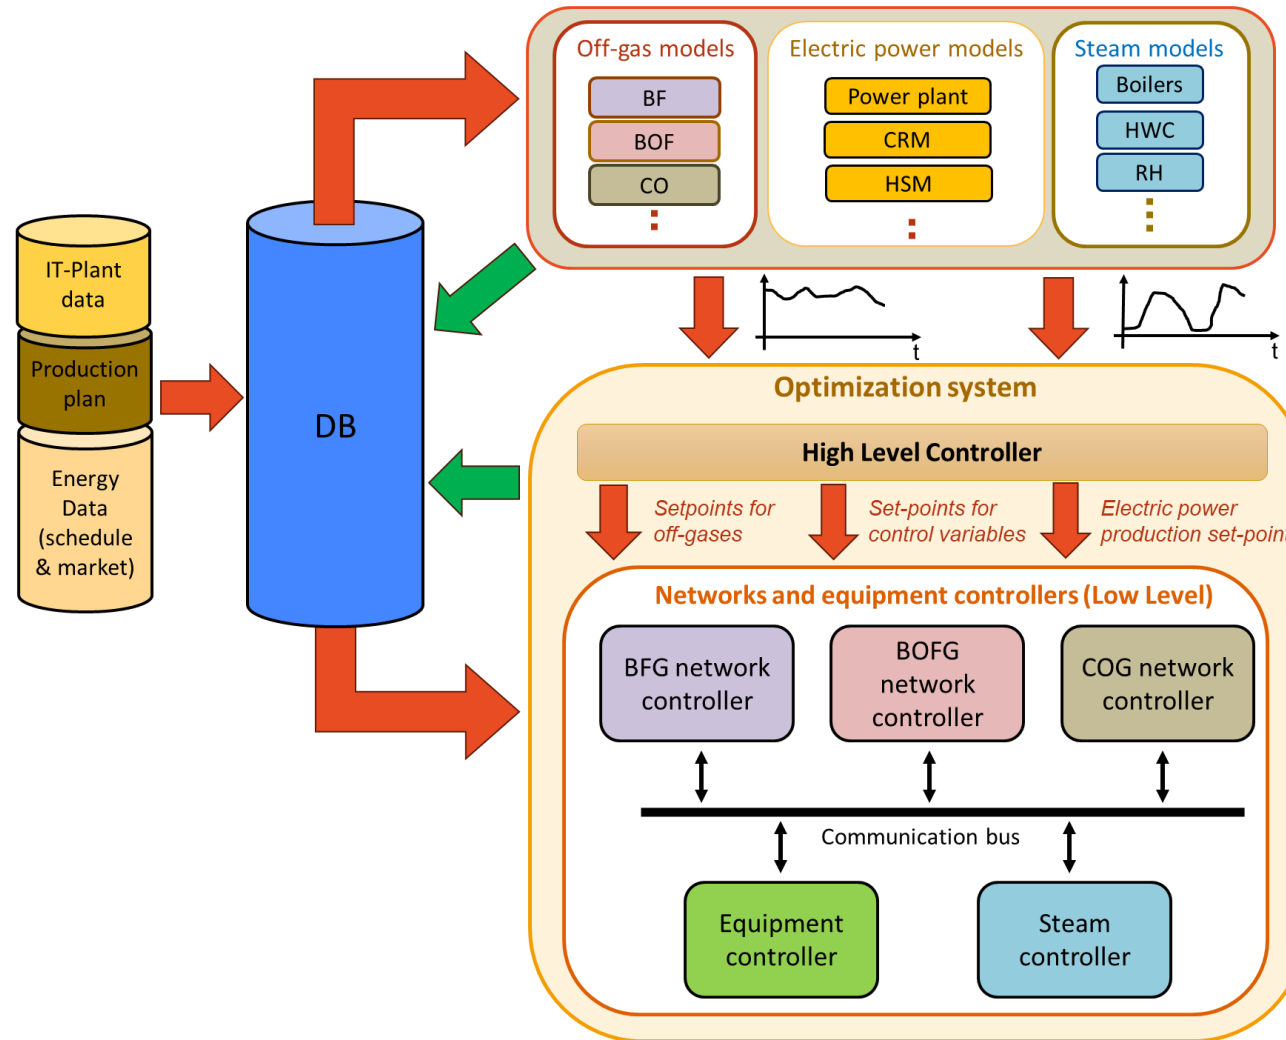 Off-gas models
BF
BOF
CO
Electric power models
Power plant
CRM
HSM
Steam models
Boilers
HWC
RH
IT-Plant
data
Production
plan
Energy
Data
(schedule
& market)
DB
t
t
Optimization system
High Level Controller
Setpoints for
off-gases
Set-points for
control variables
Electric power
production set-point
Networks and equipment controllers (Low Level)
BFG network
controller
BOFG
network
controller
COG network
controller
Communication bus
Equipment
controller
Steam
controller